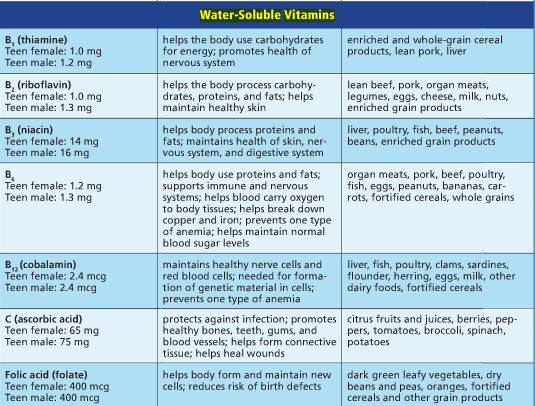 Water-Soluble Vitamins
B1 (thiamine)
Teen female: 1.0 mg
Teen male: 1.2 mg
helps the body use carbohydrates
for energy; promotes health of
nervous system
enriched and whole-grain cereal
products, lean pork, liver
B2 (riboflavin)
Teen female: 1.0 mg
Teen male: 1.3 mg
helps the body process carbohy-
drates, proteins, and fats; helps
maintain healthy skin
lean beef, pork, organ meats,
legumes, eggs, cheese, milk, nuts,
enriched grain products
B3 (niacin)
Teen female: 14 mg
Teen male: 16 mg
helps body process proteins and
fats; maintains health of skin, ner-
vous system, and digestive system
liver, poultry, fish, beef, peanuts,
beans, enriched grain products
B6
Teen female: 1.2 mg
Teen male: 1.3 mg
helps body use proteins and fats;
supports immune and nervous
systems; helps blood carry oxygen
to body tissues; helps break down
copper and iron; prevents one type
of anemia; helps maintain normal
blood sugar levels
organ meats, pork, beef, poultry,
fish, eggs, peanuts, bananas, car-
rots, fortified cereals, whole grains
B12 (cobalamin)
Teen female: 2.4 mcg
Teen male: 2.4 mcg
maintains healthy nerve cells and
red blood cells; needed for forma-
tion of genetic material in cells;
prevents one type of anemia
liver, fish, poultry, clams, sardines,
flounder, herring, eggs, milk, other
dairy foods, fortified cereals
C (ascorbic acid)
Teen female: 65 mg
Teen male: 75 mg
protects against infection; promotes
healthy bones, teeth, gums, and
blood vessels; helps form connective
tissue; helps heal wounds
citrus fruits and juices, berries, pep-
pers, tomatoes, broccoli, spinach,
potatoes
Folic acid (folate)
Teen female: 400 mcg
Teen male: 400 mcg
helps body form and maintain new
cells; reduces risk of birth defects
dark green leafy vegetables, dry
beans and peas, oranges, fortified
cereals and other grain products